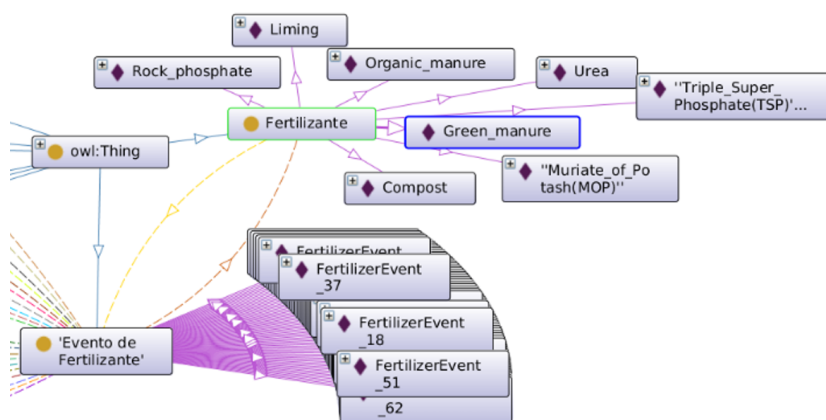 Liming
Rock_phosphate
Organic_manure
Urea
"Triple_Super_
Phosphate(TSP)'...
Fertilizante
Green_manure
owl:Thing
"Muriate_of_Po
tash(MOP)"
Compost
FertilizerEvent
FertilizerEvent
_37
FertilizerEvent
_18
'Evento de
Fertilizante'
FertilizerEvent
_51
_62